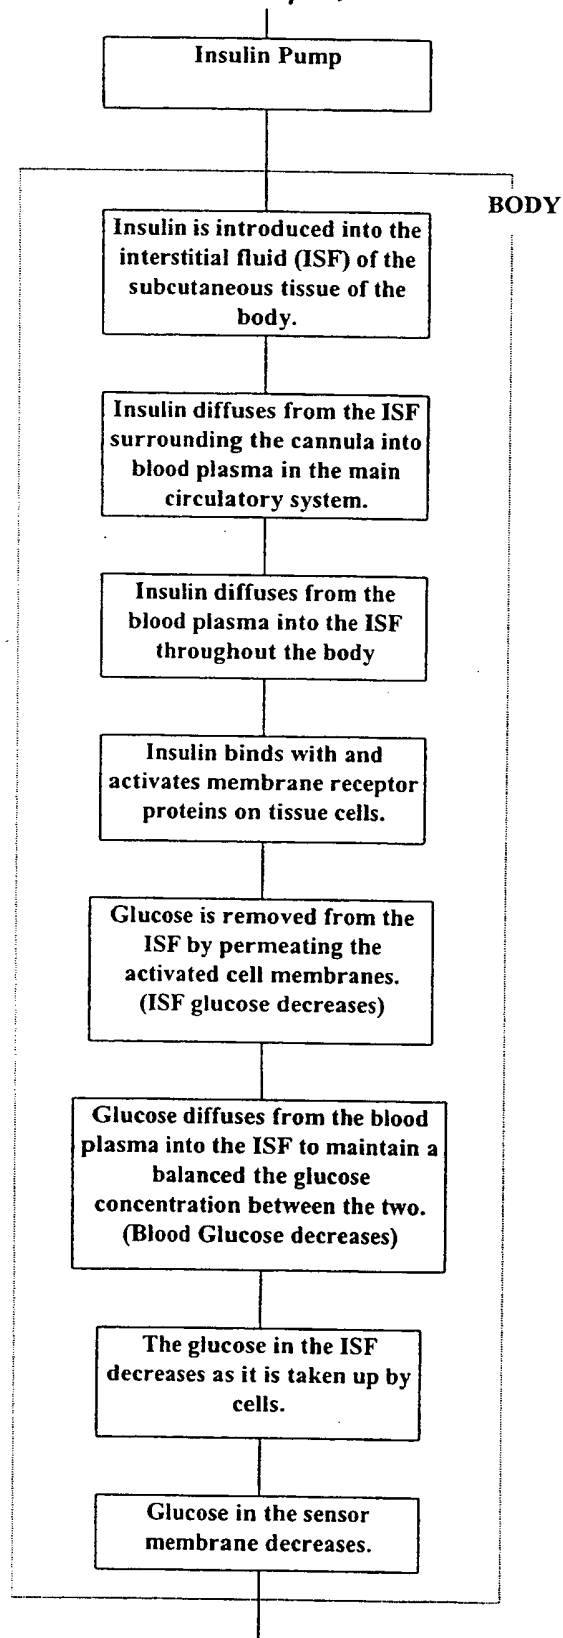 Insulin Pump
BODY
Insulin is introduced into the
interstitial fluid (ISF) of the
subcutaneous tissue of the
body.
Insulin diffuses from the ISF
surrounding the cannula into
blood plasma in the main
circulatory system.
Insulin diffuses from the
blood plasma into the ISF
throughout the body
Insulin binds with and
activates membrane receptor
proteins on tissue cells.
Glucose is removed from the
ISF by permeating the
activated cell membranes.
(ISF glucose decreases)
Glucose diffuses from the blood
plasma into the ISF to maintain a
balanced the glucose
concentration between the two.
(Blood Glucose decreases)
The glucose in the ISF
decreases as it is taken up by
cells.
Glucose in the sensor
membrane decreases.